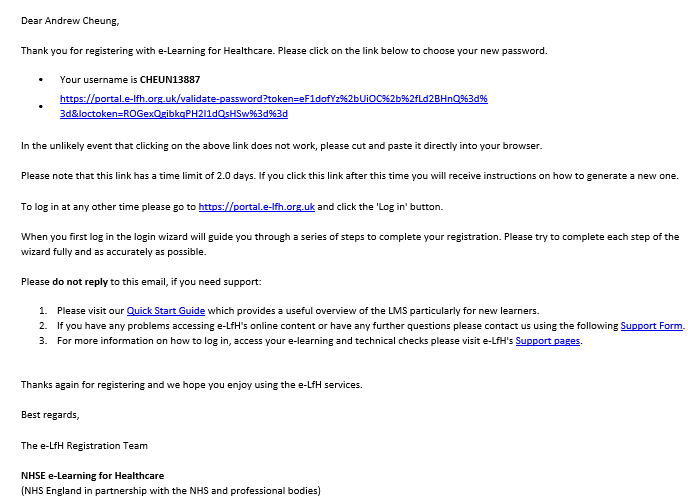 Dear Andrew Cheung,
Thank you for registering with e-Learning for Healthcare. Please click on the link below to choose your new password.
• Your username is CHEUN13887
• https://portal.e-lfh.org.uk/validate-password?token=eF1dofYz%2bUiOC%2b%2fLd2BHnQ%3d%
3d&loctoken=ROGexQgibkqPH2I1dQsHSw%3d%3d
In the unlikely event that clicking on the above link does not work, please cut and paste it directly into your browser.
Please note that this link has a time limit of 2.0 days. If you click this link after this time you will receive instructions on how to generate a new one.
To log in at any other time please go to https://portal.e-lfh.org.uk and click the 'Log in' button.
When you first log in the login wizard will guide you through a series of steps to complete your registration. Please try to complete each step of the
wizard fully and as accurately as possible.
Please do not reply to this email, if you need support:
1. Please visit our Quick Start Guide which provides a useful overview of the LMS particularly for new learners.
2. If you have any problems accessing e-LfH's online content or have any further questions please contact us using the following Support Form.
3. For more information on how to log in, access your e-learning and technical checks please visit e-LfH's Support pages.
Thanks again for registering and we hope you enjoy using the e-LfH services.
Best regards,
The e-LfH Registration Team
NHSE e-Learning for Healthcare
(NHS England in partnership with the NHS and professional bodies)